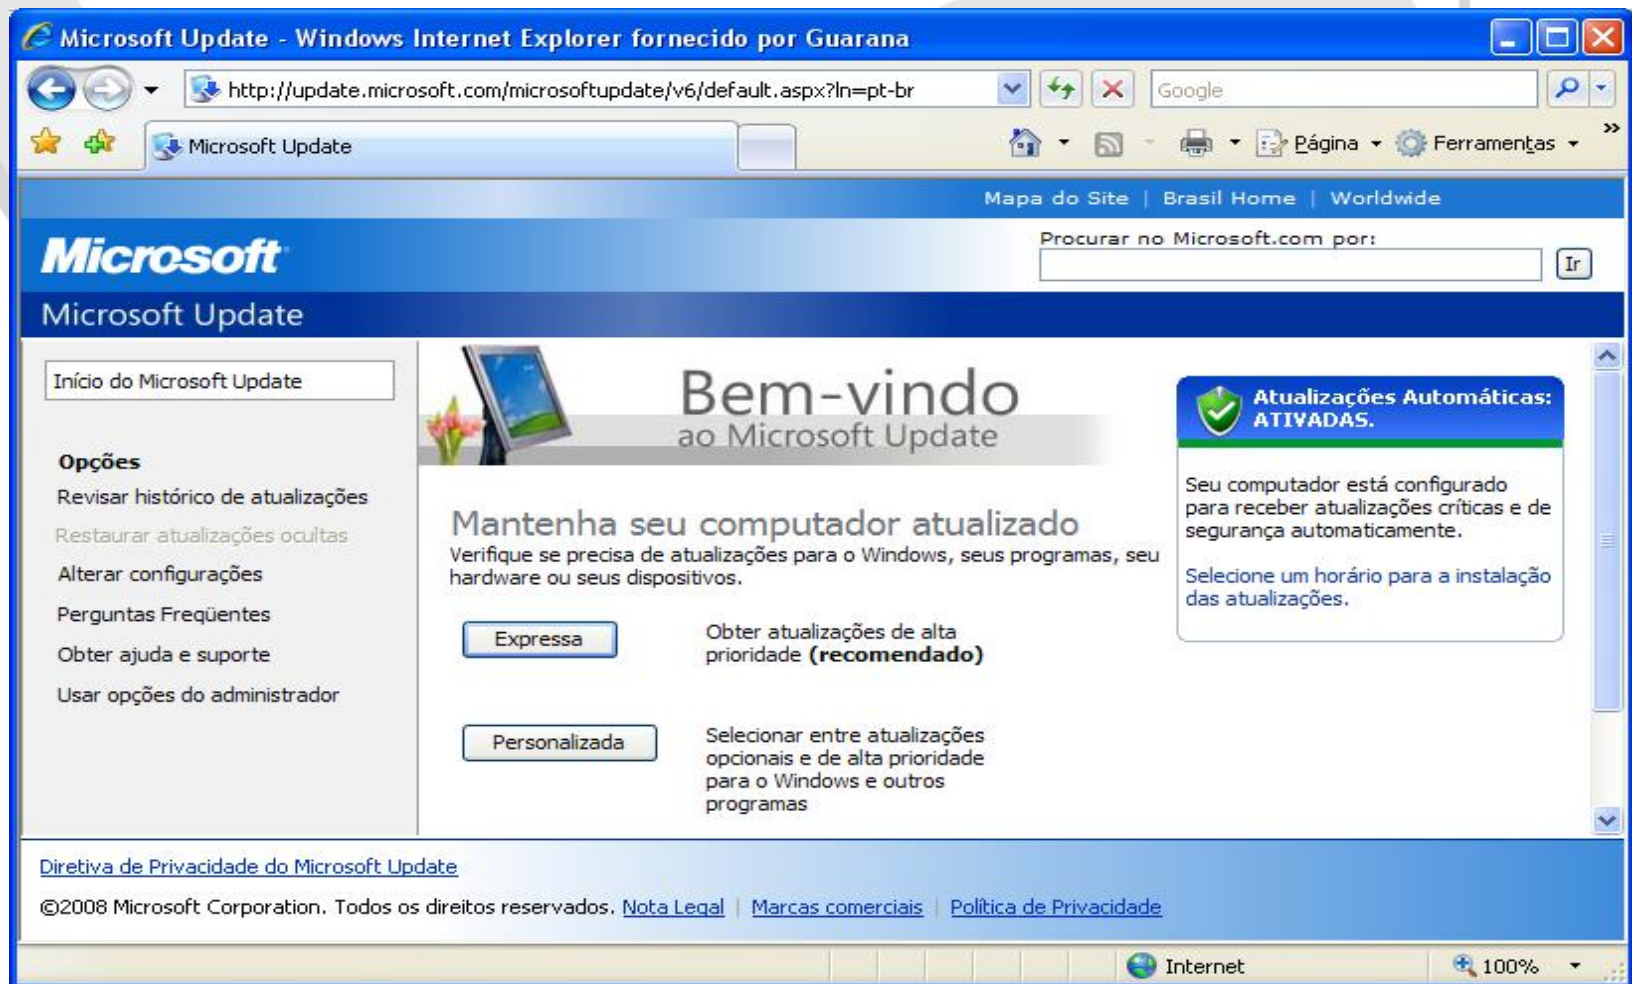 Microsoft Update - Windows Internet Explorer fornecido por Guarana
http://update.microsoft.com/microsoftupdate/v6/default.aspx?ln=pt-br
Google
Microsoft Update
Página
Ferramentas
»
Mapa do Site | Brasil Home | Worldwide
Microsoft
Procurar no Microsoft.com por:
Ir
Microsoft Update
Início do Microsoft Update
Opções
Revisar histórico de atualizações
Restaurar atualizações ocultas
Alterar configurações
Perguntas Freqüentes
Obter ajuda e suporte
Usar opções do administrador
Bem-vindo
ao Microsoft Update
Mantenha seu computador atualizado
Verifique se precisa de atualizações para o Windows, seus programas, seu
hardware ou seus dispositivos.
Expressa
Obter atualizações de alta
prioridade (recomendado)
Personalizada
Selecionar entre atualizações
opcionais e de alta prioridade
para o Windows e outros
programas
Atualizações Automáticas:
ATIVADAS.
Seu computador está configurado
para receber atualizações críticas e de
segurança automaticamente.
Selecione um horário para a instalação
das atualizações.
Diretiva de Privacidade do Microsoft Update
©2008 Microsoft Corporation. Todos os direitos reservados. Nota Legal | Marcas comerciais | Política de Privacidade
Internet
100%